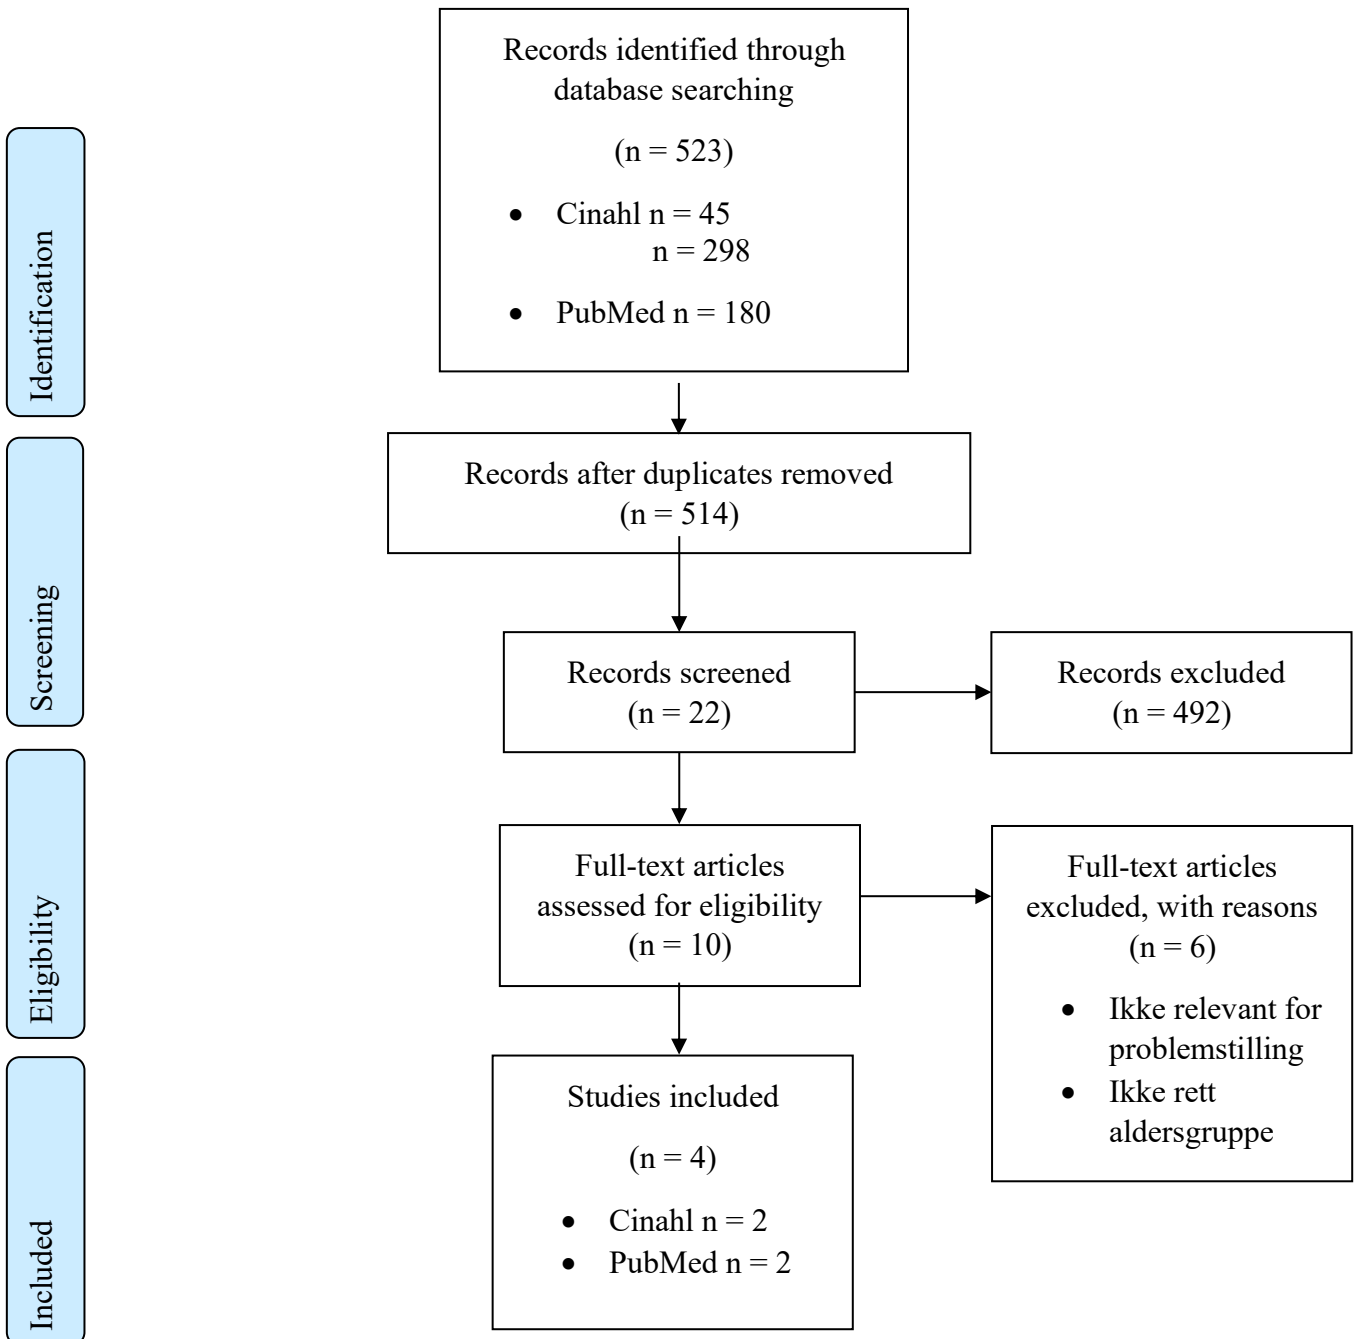 Records identified through
database searching
(n = 523)
• Cinahl n = 45
n = 298
• PubMed n = 180
Identification
Records after duplicates removed
(n = 514)
Screening
Records screened
(n = 22)
Records excluded
(n = 492)
Eligibility
Full-text articles
assessed for eligibility
(n = 10)
Full-text articles
excluded, with reasons
(n = 6)
• Ikke relevant for
problemstilling
• Ikke rett
aldersgruppe
Included
Studies included
(n = 4)
• Cinahl n = 2
• PubMed n = 2